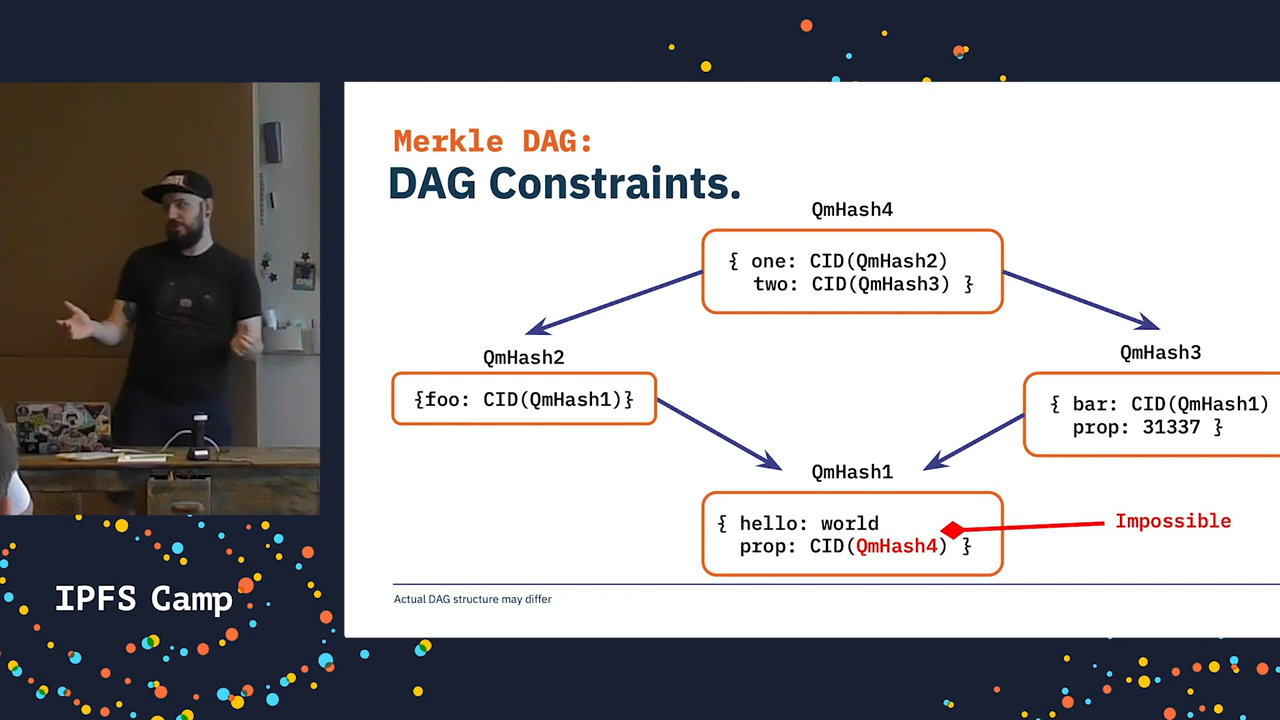 Merkle DAG:
DAG Constraints.
QmHash4
{ one: CID(QmHash2)
two: CID(QmHash3) }
QmHash2
{foo: CID(QmHash1)}
QmHash3
{ bar: CID(QmHash1)
prop: 31337 }
QmHash1
{ hello: world
prop: CID(QmHash4) }
Impossible
Actual DAG structure may differ
IPFS Camp